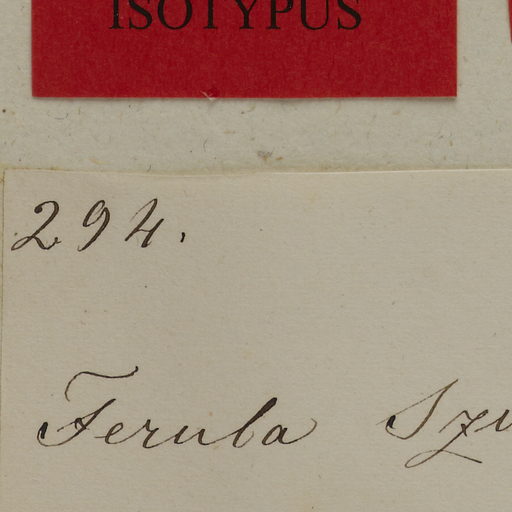 ISOTYPUS
294.
Ferula